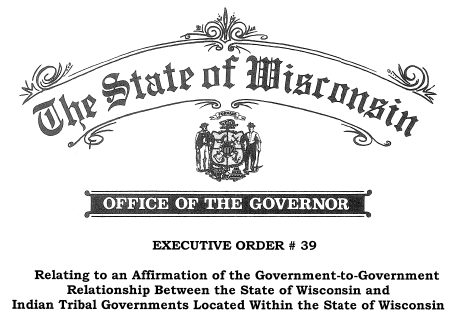 The State of Wisconsin
FORWARD
OFFICE OF THE GOVERNOR
EXECUTIVE ORDER # 39
Relating to an Affirmation of the Government-to-Government
Relationship Between the State of Wisconsin and
Indian Tribal Governments Located Within the State of Wisconsin